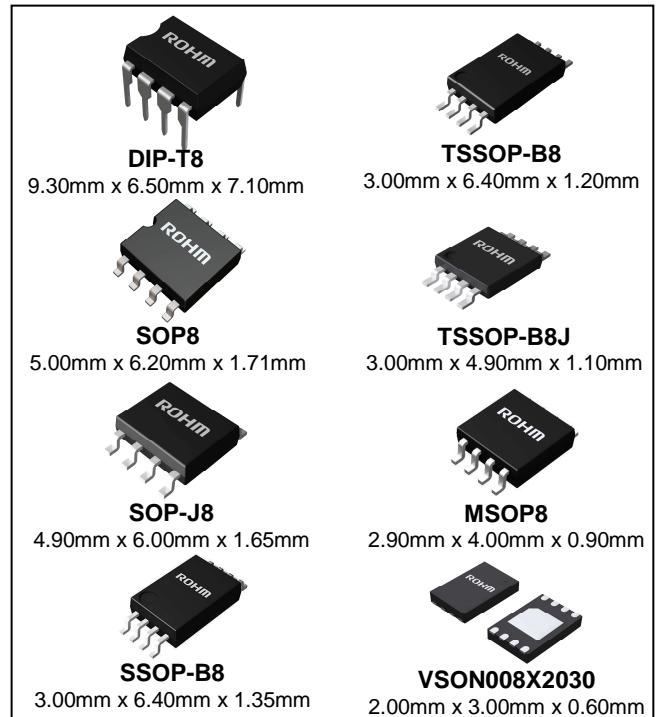 ROHM
DIP-T8
9.30mm x 6.50mm x 7.10mm
ROHM
TSSOP-B8
3.00mm x 6.40mm x 1.20mm
ROHM
SOP8
5.00mm x 6.20mm x 1.71mm
ROHM
TSSOP-B8J
3.00mm x 4.90mm x 1.10mm
ROHM
SOP-J8
4.90mm x 6.00mm x 1.65mm
ROHM
MSOP8
2.90mm x 4.00mm x 0.90mm
ROHM
SSOP-B8
3.00mm x 6.40mm x 1.35mm
ROHM
VSON008X2030
2.00mm x 3.00mm x 0.60mm